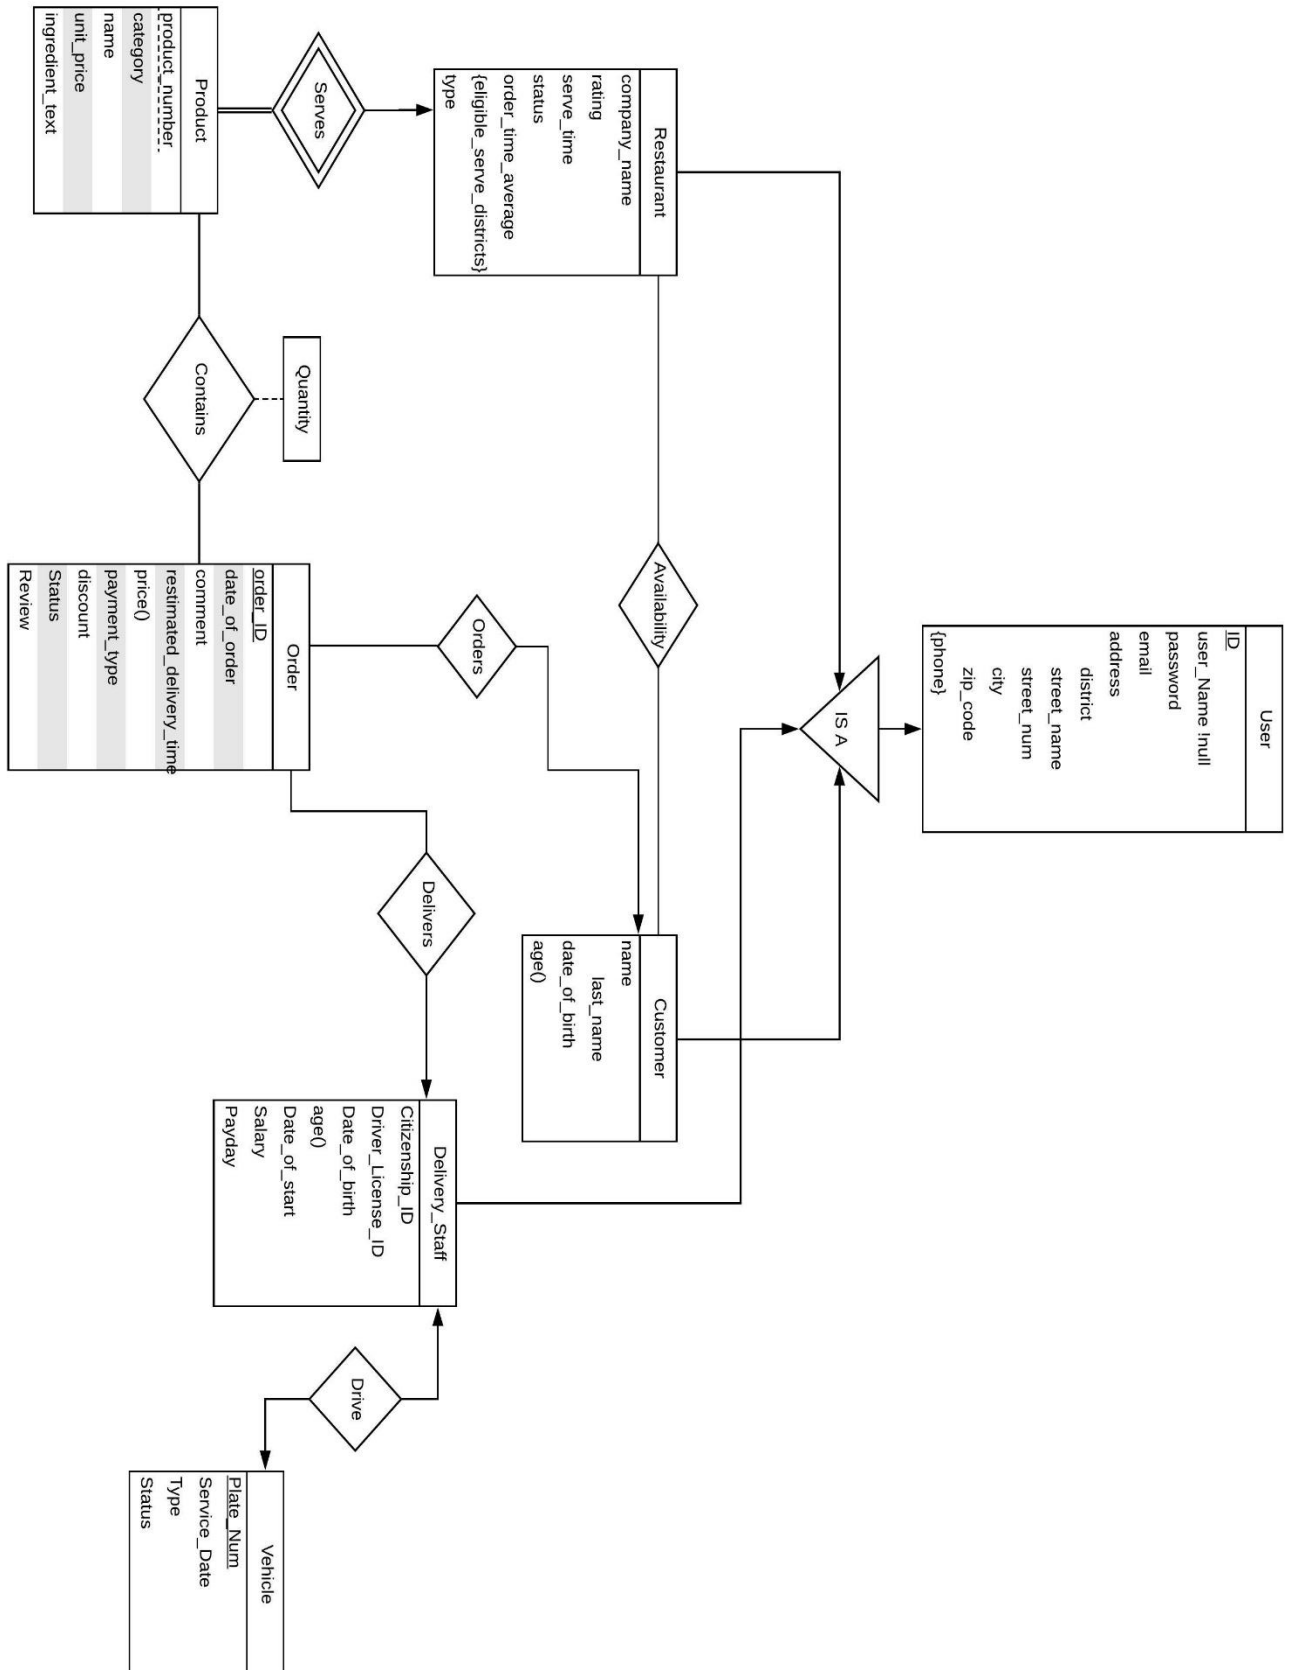 User
ID
user_Name !null
password
email
address
district
street_name
street_num
city
zip_code
{phone}
IS A
Restaurant
company_name
rating
serve_time
status
order_time_average
{eligible_serve_districts}
type
Availability
Customer
name
last_name
date_of_birth
age()
Serves
Product
product_number
category
name
unit_price
ingredient_text
Quantity
Contains
Orders
Order
order_ID
date_of_order
comment
restimated_delivery_time
price()
payment_type
discount
Status
Review
Delivers
Delivery_Staff
Citizenship_ID
Driver_License_ID
Date_of_birth
age()
Date_of_start
Salary
Payday
Drive
Vehicle
Plate_Num
Service_Date
Type
Status